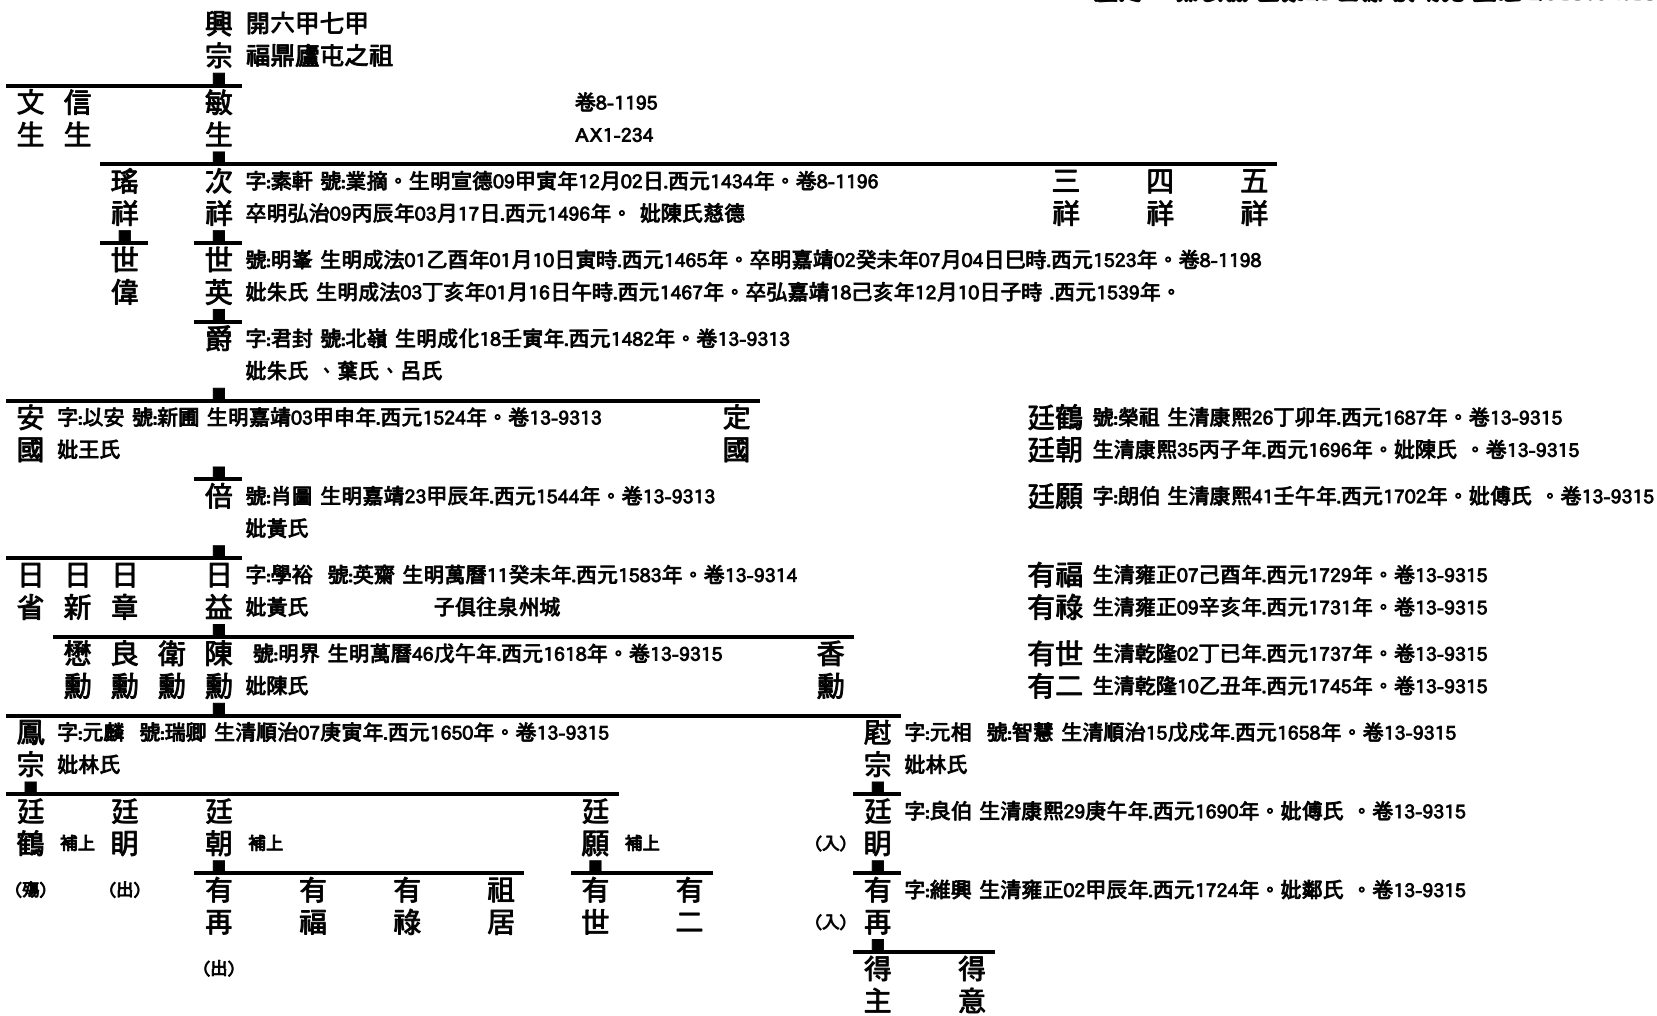 興宗 開六甲七甲
福鼎廬屯之祖
文生 信生 敏生
卷8-1195
AX1-234
瑤祥 次祥 字:素軒 號:業摘。生明宣德09甲寅年12月02日.西元1434年。卷8-1196
卒明弘治09丙辰年03月17日.西元1496年。 妣陳氏慈德
三祥 四祥 五祥
世偉 世英 號:明峯 生明成法01乙酉年01月10日寅時.西元1465年。卒明嘉靖02癸未年07月04日巳時.西元1523年。卷8-1198
妣朱氏 生明成法03丁亥年01月16日午時.西元1467年。卒弘嘉靖18己亥年12月10日子時 .西元1539年。
爵 字:君封 號:北嶺 生明成化18壬寅年.西元1482年。卷13-9313
妣朱氏 、葉氏、呂氏
安國 字:以安 號:新圃 生明嘉靖03甲申年.西元1524年。卷13-9313
妣王氏
定國
廷鶴 號:榮祖 生清康熙26丁卯年.西元1687年。卷13-9315
廷朝 生清康熙35丙子年.西元1696年。妣陳氏 。卷13-9315
倍 號:肖圖 生明嘉靖23甲辰年.西元1544年。卷13-9313
妣黃氏
廷願 字:朗伯 生清康熙41壬午年.西元1702年。妣傅氏 。卷13-9315
日省 日新 日章 日益 字:學裕 號:英齋 生明萬曆11癸未年.西元1583年。卷13-9314
妣黃氏 子俱往泉州城
有福 生清雍正07己酉年.西元1729年。卷13-9315
有祿 生清雍正09辛亥年.西元1731年。卷13-9315
懋勳 良勳 衛勳 陳勳 號:明界 生明萬曆46戊午年.西元1618年。卷13-9315
妣陳氏
香勳
有世 生清乾隆02丁已年.西元1737年。卷13-9315
有二 生清乾隆10乙丑年.西元1745年。卷13-9315
鳳宗 字:元麟 號:瑞卿 生清順治07庚寅年.西元1650年。卷13-9315
妣林氏
尉宗 字:元相 號:智慧 生清順治15戊戍年.西元1658年。卷13-9315
妣林氏
廷鶴 補上 廷明 廷朝 補上 廷願 補上
(入) 廷明 字:良伯 生清康熙29庚午年.西元1690年。妣傅氏 。卷13-9315
(殤) (出) 有再 有福 有祿 祖居 有世 有二
(入) 有再 字:維興 生清雍正02甲辰年.西元1724年。妣鄰氏 。卷13-9315
(出)
得主 得意